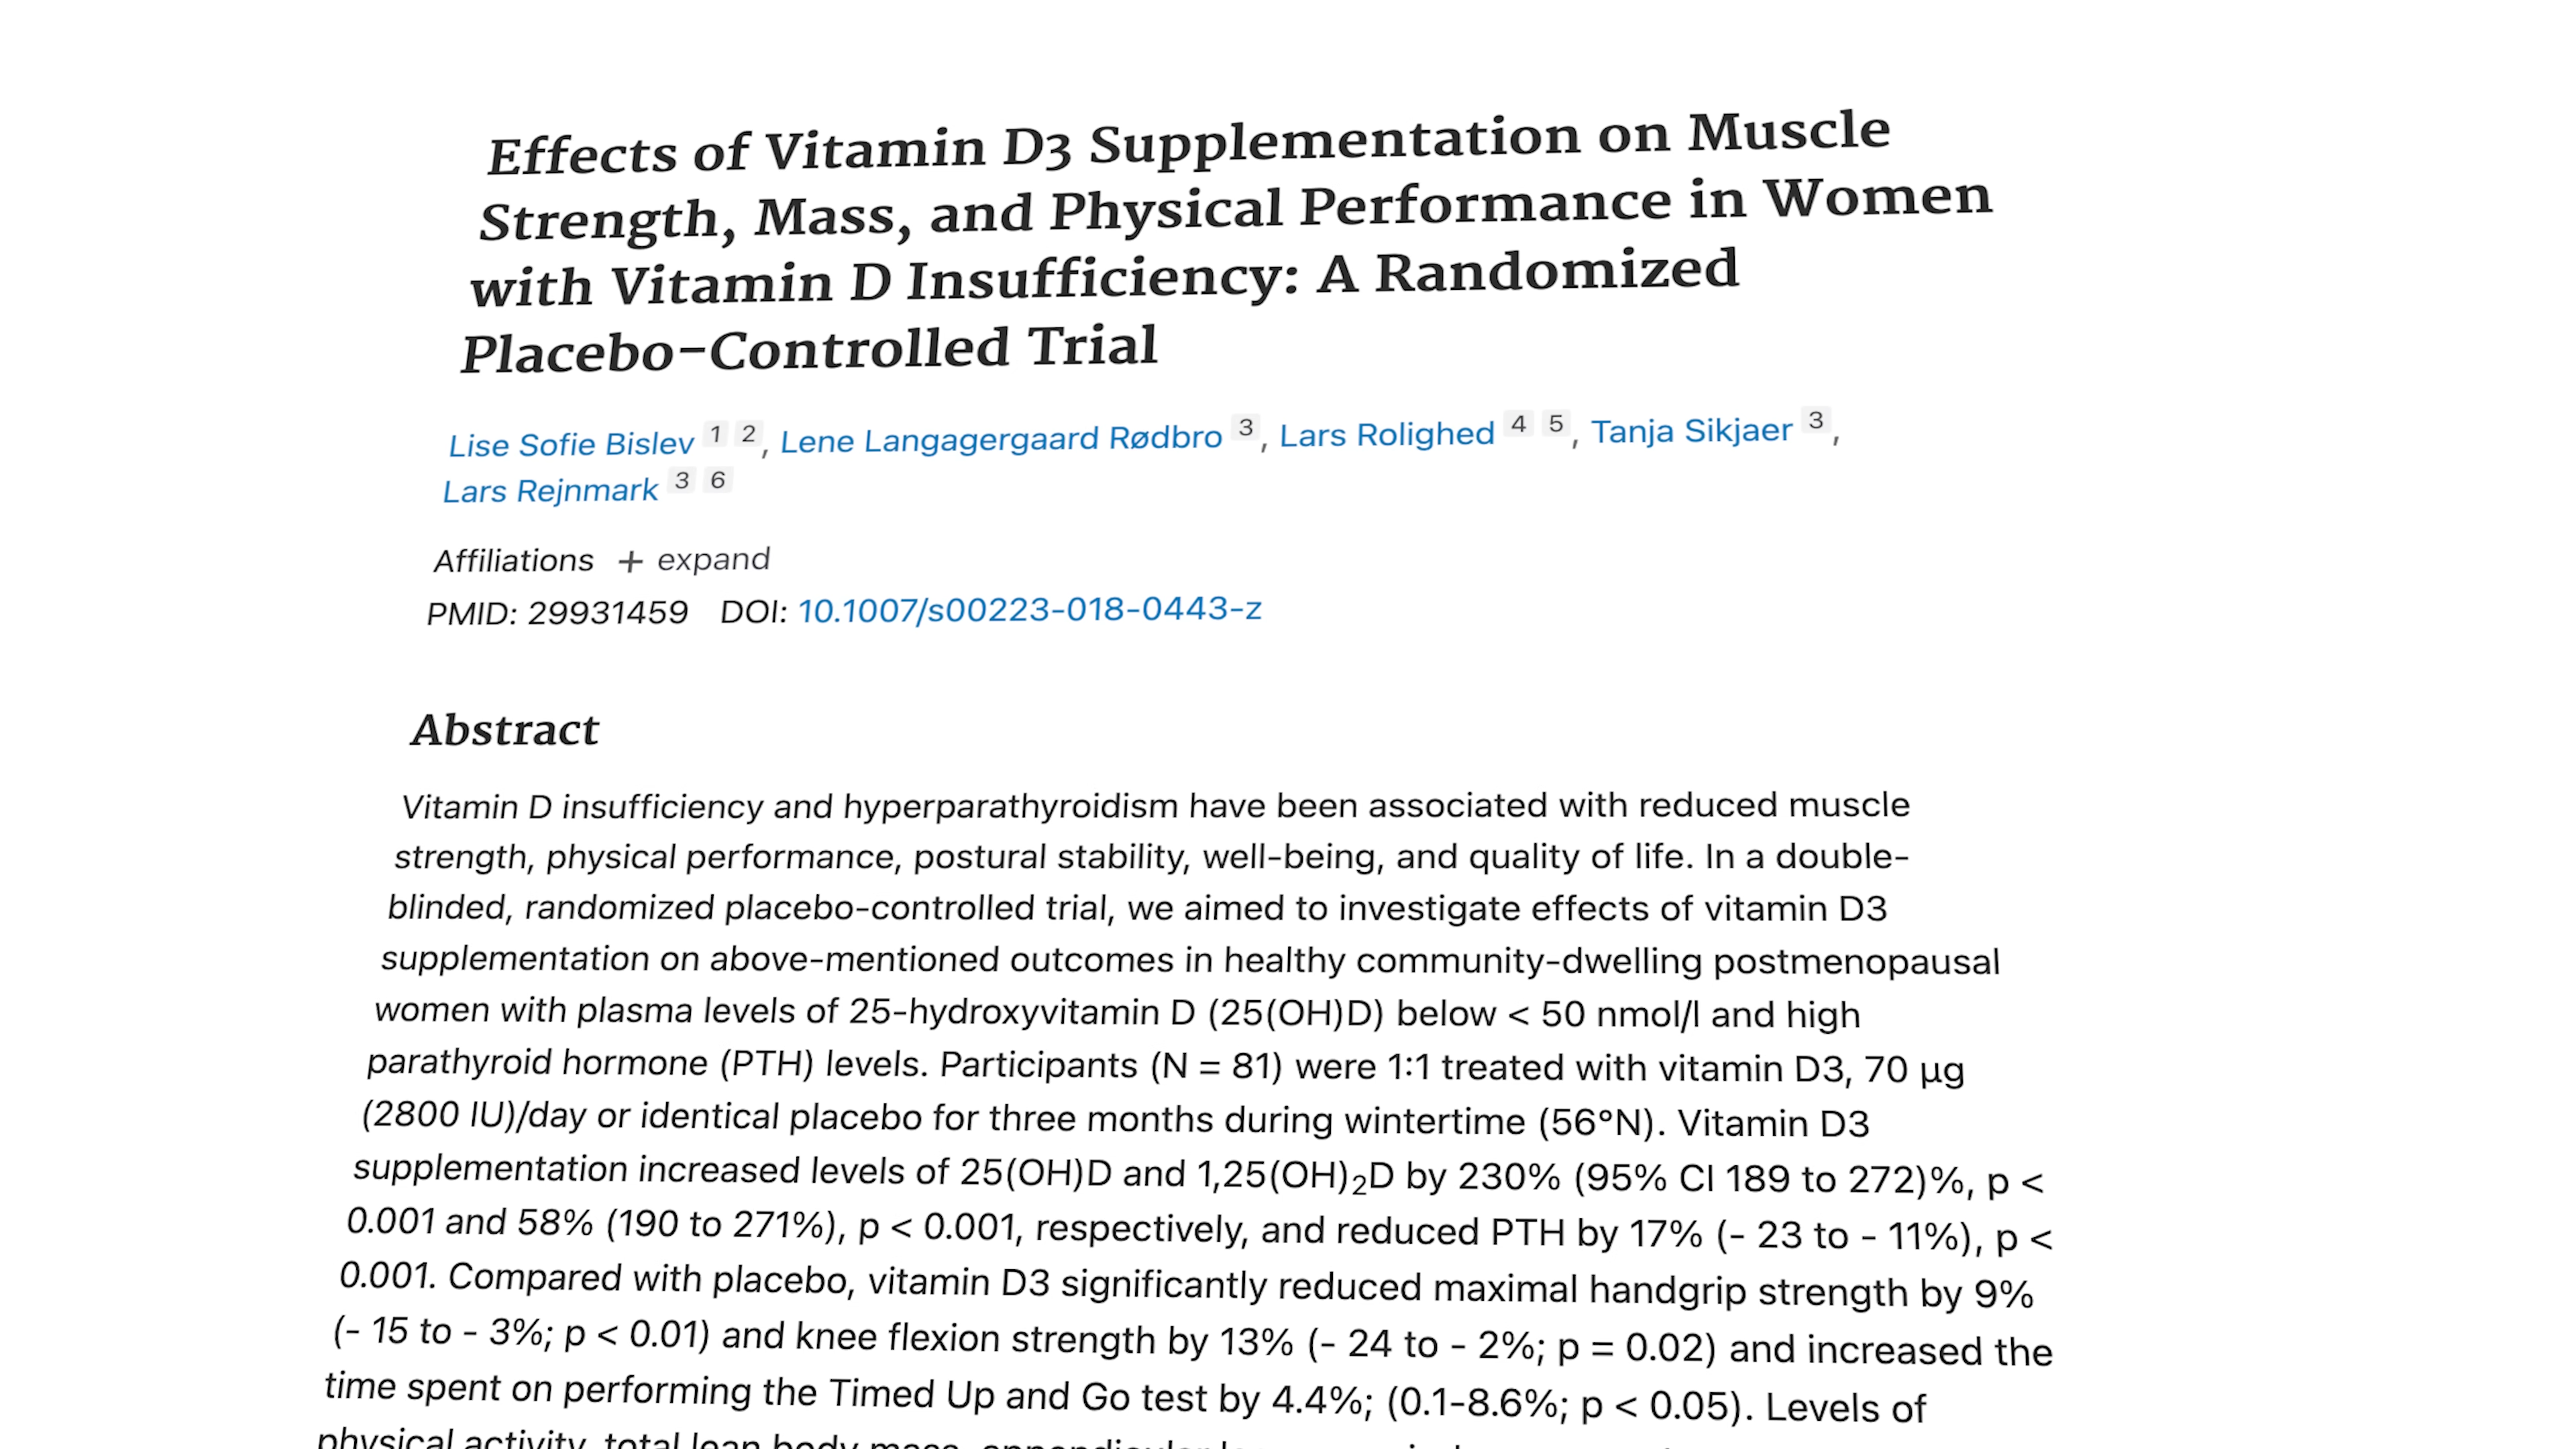 Effects of Vitamin D3 Supplementation on Muscle
Strength, Mass, and Physical Performance in Women
with Vitamin D Insufficiency: A Randomized
Placebo-Controlled Trial
Lise Sofie Bislev 1 2, Lene Langagergaard Rødbro 3, Lars Rolighed 4 5, Tanja Sikjaer 3,
Lars Rejnmark 3 6
Affiliations + expand
PMID: 29931459 DOI: 10.1007/s00223-018-0443-z
Abstract
Vitamin D insufficiency and hyperparathyroidism have been associated with reduced muscle
strength, physical performance, postural stability, well-being, and quality of life. In a double-
blinded, randomized placebo-controlled trial, we aimed to investigate effects of vitamin D3
supplementation on above-mentioned outcomes in healthy community-dwelling postmenopausal
women with plasma levels of 25-hydroxyvitamin D (25(OH)D) below < 50 nmol/l and high
parathyroid hormone (PTH) levels. Participants (N = 81) were 1:1 treated with vitamin D3, 70 µg
(2800 IU)/day or identical placebo for three months during wintertime (56°N). Vitamin D3
supplementation increased levels of 25(OH)D and 1,25(OH)₂D by 230% (95% CI 189 to 272)%, p <
0.001 and 58% (190 to 271%), p < 0.001, respectively, and reduced PTH by 17% (- 23 to - 11%), p <
0.001. Compared with placebo, vitamin D3 significantly reduced maximal handgrip strength by 9%
(- 15 to - 3%; p < 0.01) and knee flexion strength by 13% (- 24 to - 2%; p = 0.02) and increased the
time spent on performing the Timed Up and Go test by 4.4%; (0.1-8.6%; p < 0.05). Levels of
physical activity, total lean body mass, appendicular